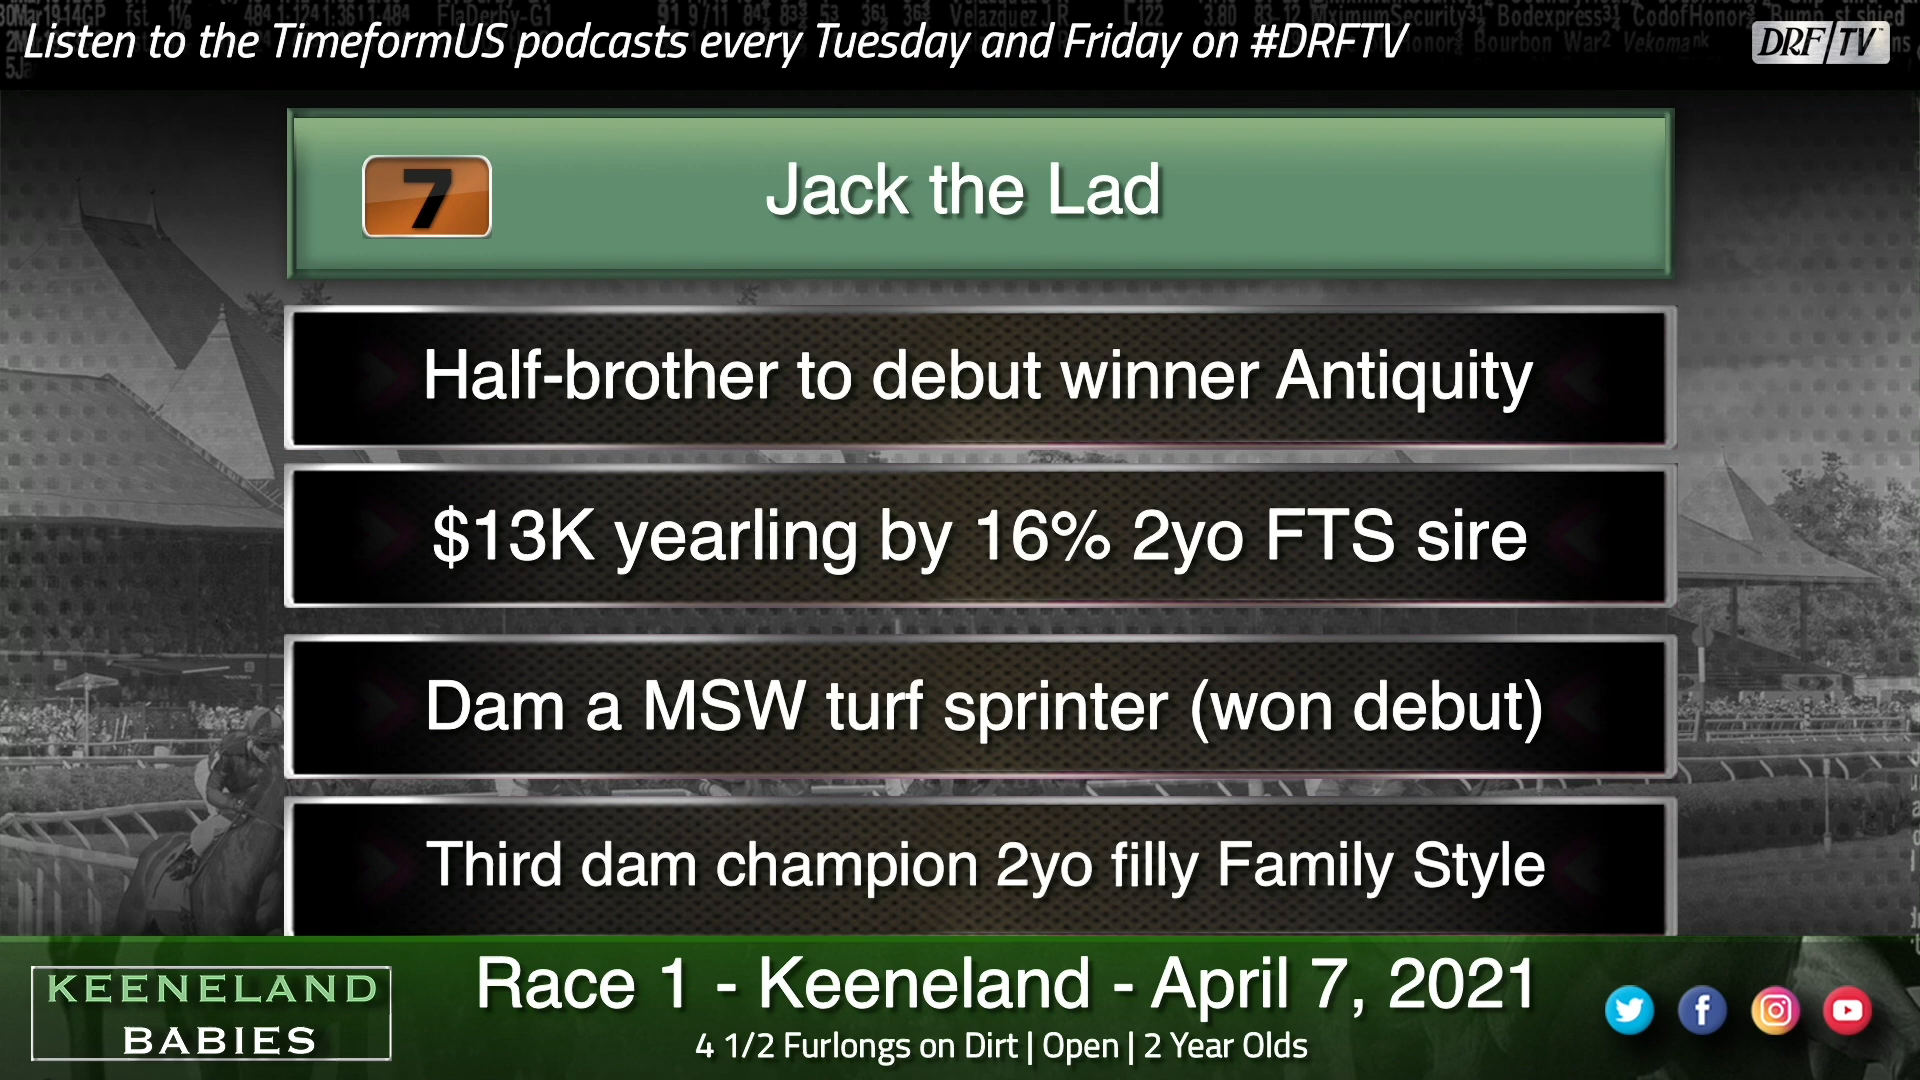 Listen to the TimeformUS podcasts every Tuesday and Friday on #DRFTV
DRF/TV
7
Jack the Lad
Half-brother to debut winner Antiquity
$13K yearling by 16% 2yo FTS sire
Dam a MSW turf sprinter (won debut)
Third dam champion 2yo filly Family Style
KEENELAND
BABIES
Race 1 - Keeneland - April 7, 2021
4 1/2 Furlongs on Dirt | Open | 2 Year Olds